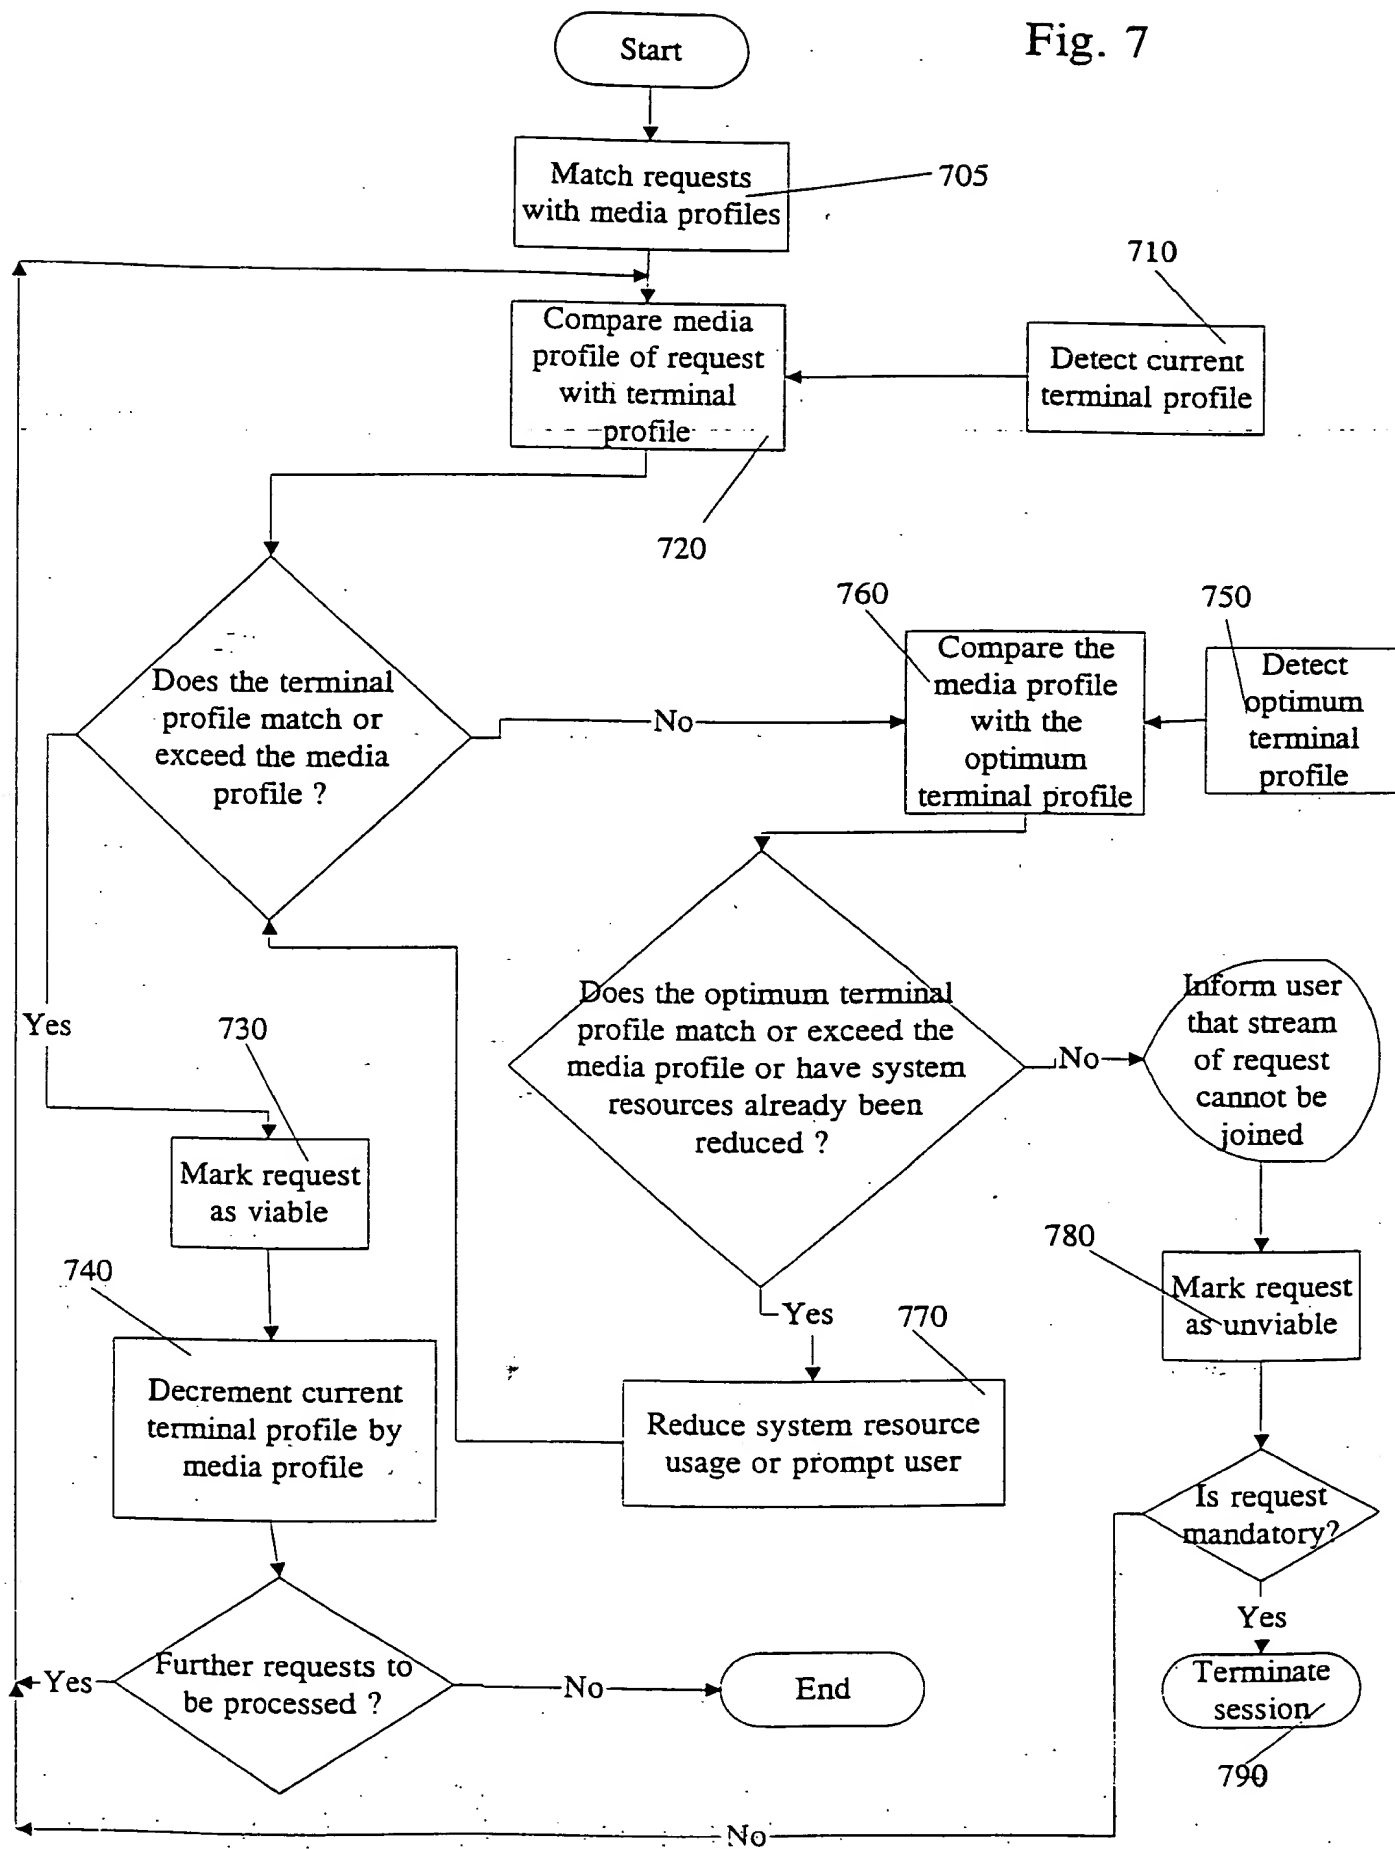 Fig. 7
Start
Match requests
with media profiles
705
710
Compare media
profile of request
with terminal
profile
Detect current
terminal profile
720
760
750
Compare the
media profile
with the
optimum
terminal profile
Detect
optimum
terminal
profile
Does the terminal
profile match or
exceed the media
profile ?
No
Yes
730
Does the optimum terminal
profile match or exceed the
media profile or have system
resources already been
reduced ?
No
Inform user
that stream
of request
cannot be
joined
Mark request
as viable
740
780
Mark request
as unviable
Yes
770
Decrement current
terminal profile by
media profile
Reduce system resource
usage or prompt user
Is request
mandatory?
Yes
Further requests to
be processed ?
Yes
No
End
Terminate
session
790
No